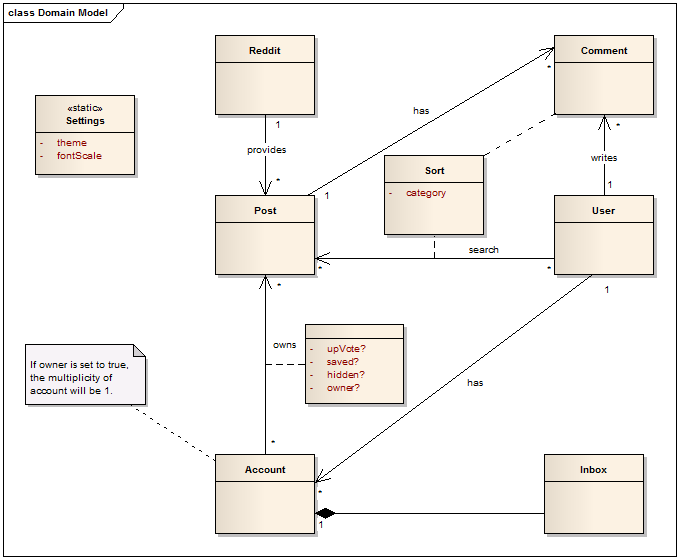 class Domain Model
Reddit
Comment
«static»
Settings
- theme
- fontScale
1
*
has
provides
*
*
writes
Sort
- category
1
1
Post
User
search
*
*
*
1
owns
- upVote?
- saved?
- hidden?
- owner?
If owner is set to true,
the multiplicity of
account will be 1.
has
*
Account
Inbox
*
1